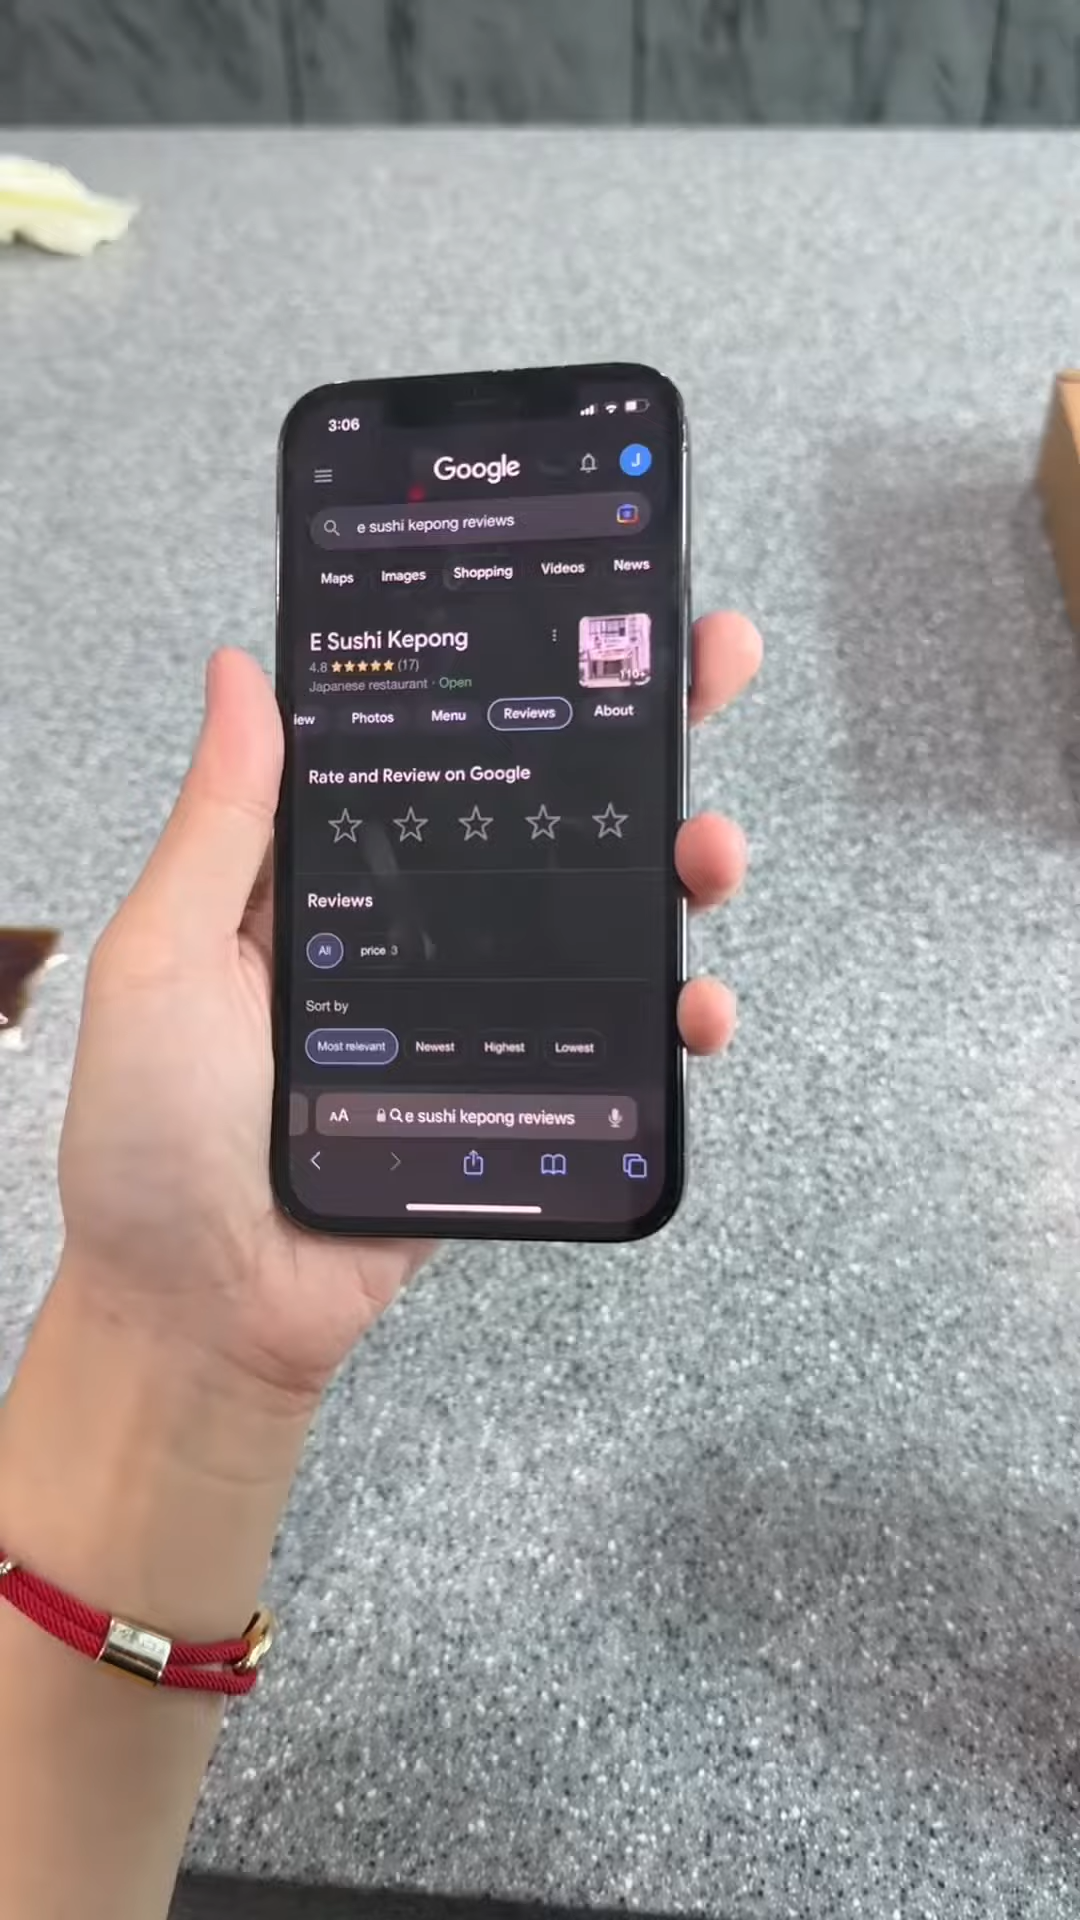 3:06
Google
J
e sushi kepong reviews
Maps Images Shopping Videos News
E Sushi Kepong
4.8 (17)
110+
Japanese restaurant · Open
iew Photos Menu Reviews About
Rate and Review on Google
Reviews
All price 3
Sort by
Most relevant Newest Highest Lowest
AA e sushi kepong reviews